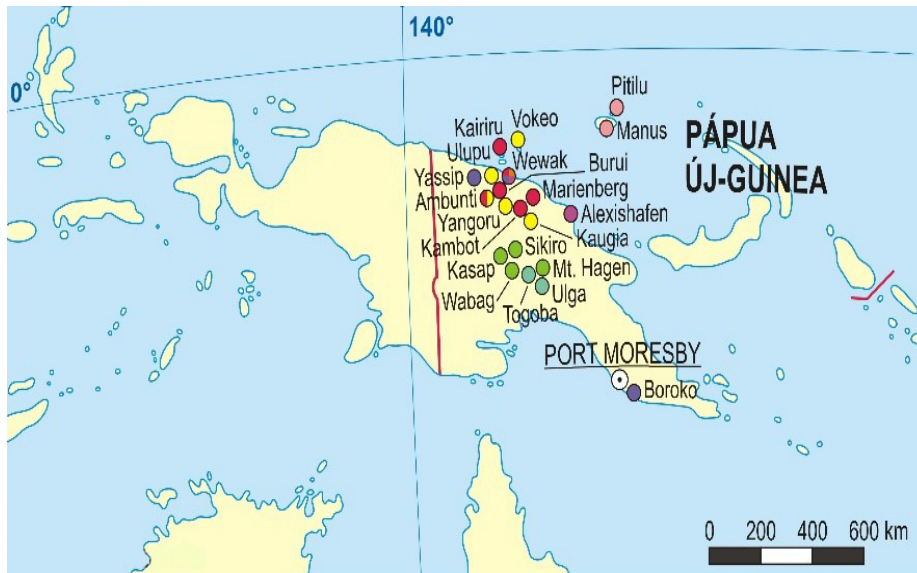 140°
0°
Pitilu
Manus
PÁPUA
ÚJ-GUINEA
Kairiru
Vokeo
Ulupu
Wewak
Burui
Yassip
Marienberg
Ambunti
Alexishafen
Yangoru
Kaugia
Kambot
Sikiro
Kasap
Mt. Hagen
Wabag
Ulga
Togoba
PORT MORESBY
Boroko
0 200 400 600 km